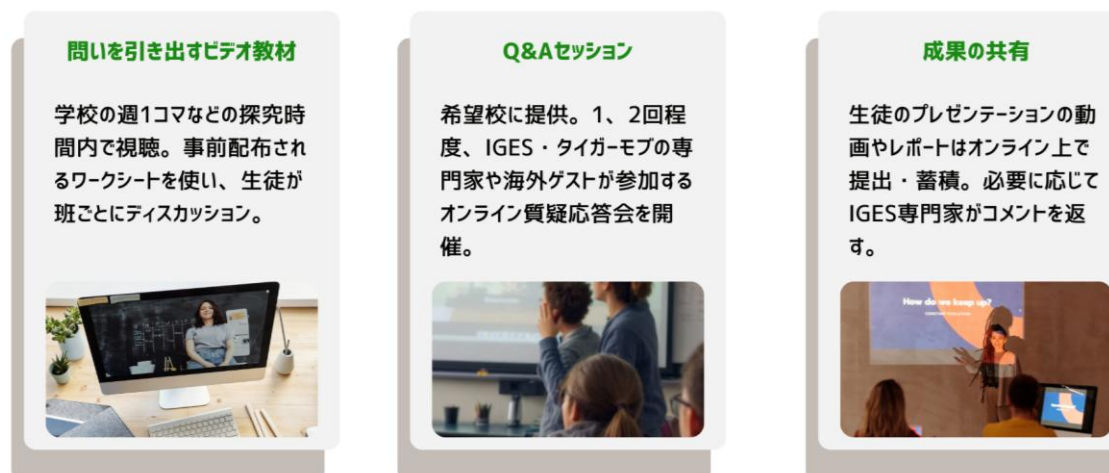 問いを引き出すビデオ教材
学校の週1コマなどの探究時
間内で視聴。事前配布され
るワークシートを使い、生徒が
班ごとにディスカッション。
Q&Aセッション
希望校に提供。1、2回程
度、IGES・タイガーモブの専
門家や海外ゲストが参加する
オンライン質疑応答会を開
催。
成果の共有
生徒のプレゼンテーションの動
画やレポートはオンライン上で
提出・蓄積。必要に応じて
IGES専門家がコメントを返
す。
How do we keep up?